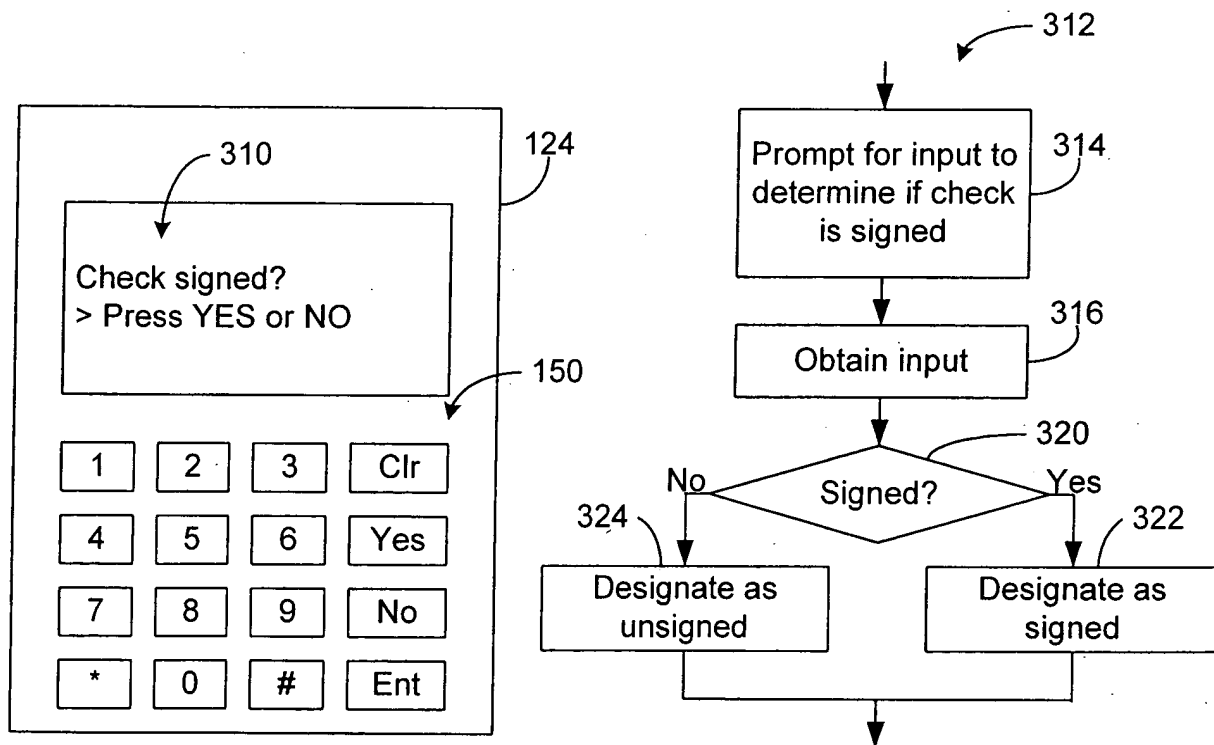 310
124
Check signed?
> Press YES or NO
150
1 2 3 Clr
4 5 6 Yes
7 8 9 No
* 0 # Ent
312
Prompt for input to
determine if check
is signed
314
Obtain input
316
320
No
Signed?
Yes
324
322
Designate as
unsigned
Designate as
signed